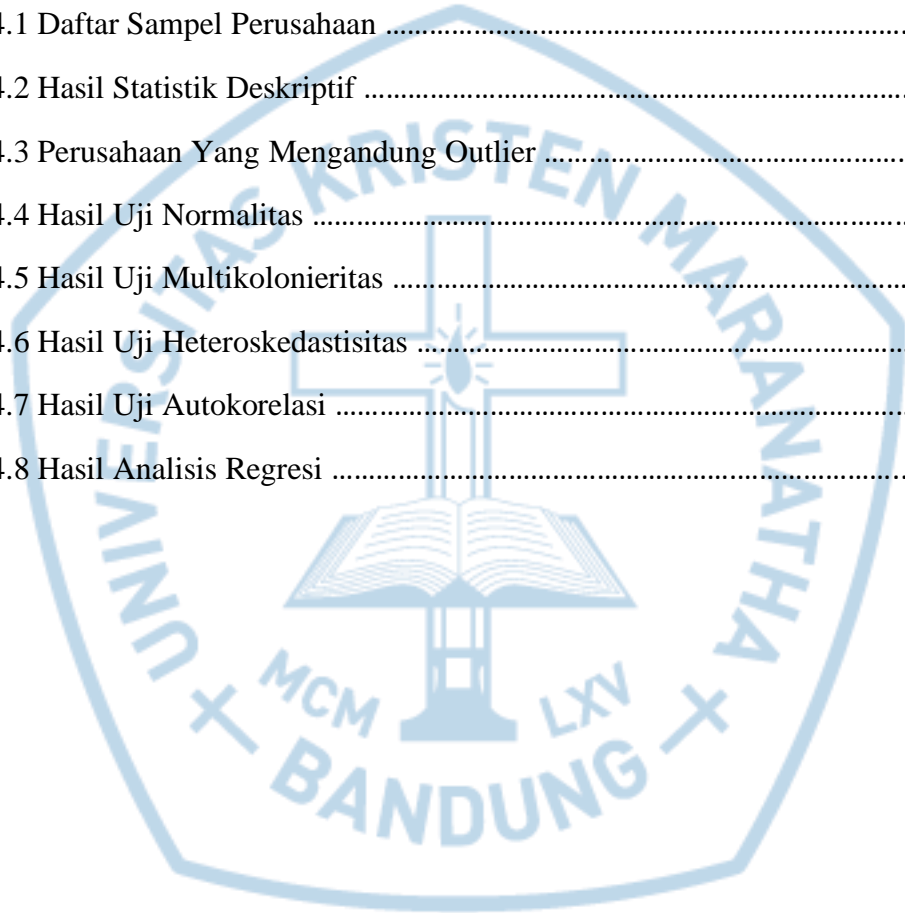 4.1 Daftar Sampel Perusahaan ........................................................................
4.2 Hasil Statistik Deskriptif ............................................................................
4.3 Perusahaan Yang Mengandung Outlier ..................................................
4.4 Hasil Uji Normalitas ....................................................................................
4.5 Hasil Uji Multikolonieritas ........................................................................
4.6 Hasil Uji Heteroskedastisitas ....................................................................
4.7 Hasil Uji Autokorelasi ................................................................................
4.8 Hasil Analisis Regresi ................................................................................
UNIVERSITAS KRISTEN MARANATHA
MCM LXV
BANDUNG